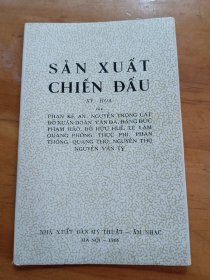 SẢN XUẤT
CHIẾN ĐẤU
KÝ HỌA
của
PHAN KẾ AN, NGUYỄN TRỌNG CÁT
ĐỖ XUÂN DOÃN, VĂN ĐA, ĐẶNG ĐỨC
PHẠM HẢO, ĐỖ HỮU HUỀ, LÊ LAM
QUANG PHÒNG, THỤC PHI, PHAN
THÔNG, QUANG THỌ, NGUYỄN THỤ
NGUYỄN VĂN TỴ
NHÀ XUẤT BẢN MỸ THUẬT - ÂM NHẠC
HÀ NỘI - 1966